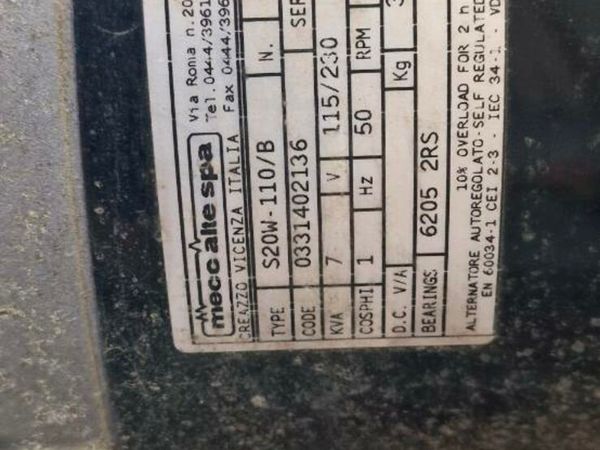 mecc alte spa
Via Roma n.20
Tel. 0444/3961
Fax 0444/396
CREAZZO VICENZA ITALIA
TYPE S20W-110/B N.
CODE 0331402136 SER
KVA 7 V 115/230
COSPHI 1 Hz 50 RPM
D.C. V/A Kg 3
BEARINGS 6205 2RS
10% OVERLOAD FOR 2 h
ALTERNATORE AUTOREGOLATO-SELF REGULATED
EN 60034-1 CEI 2-3 - IEC 34-1 - VD